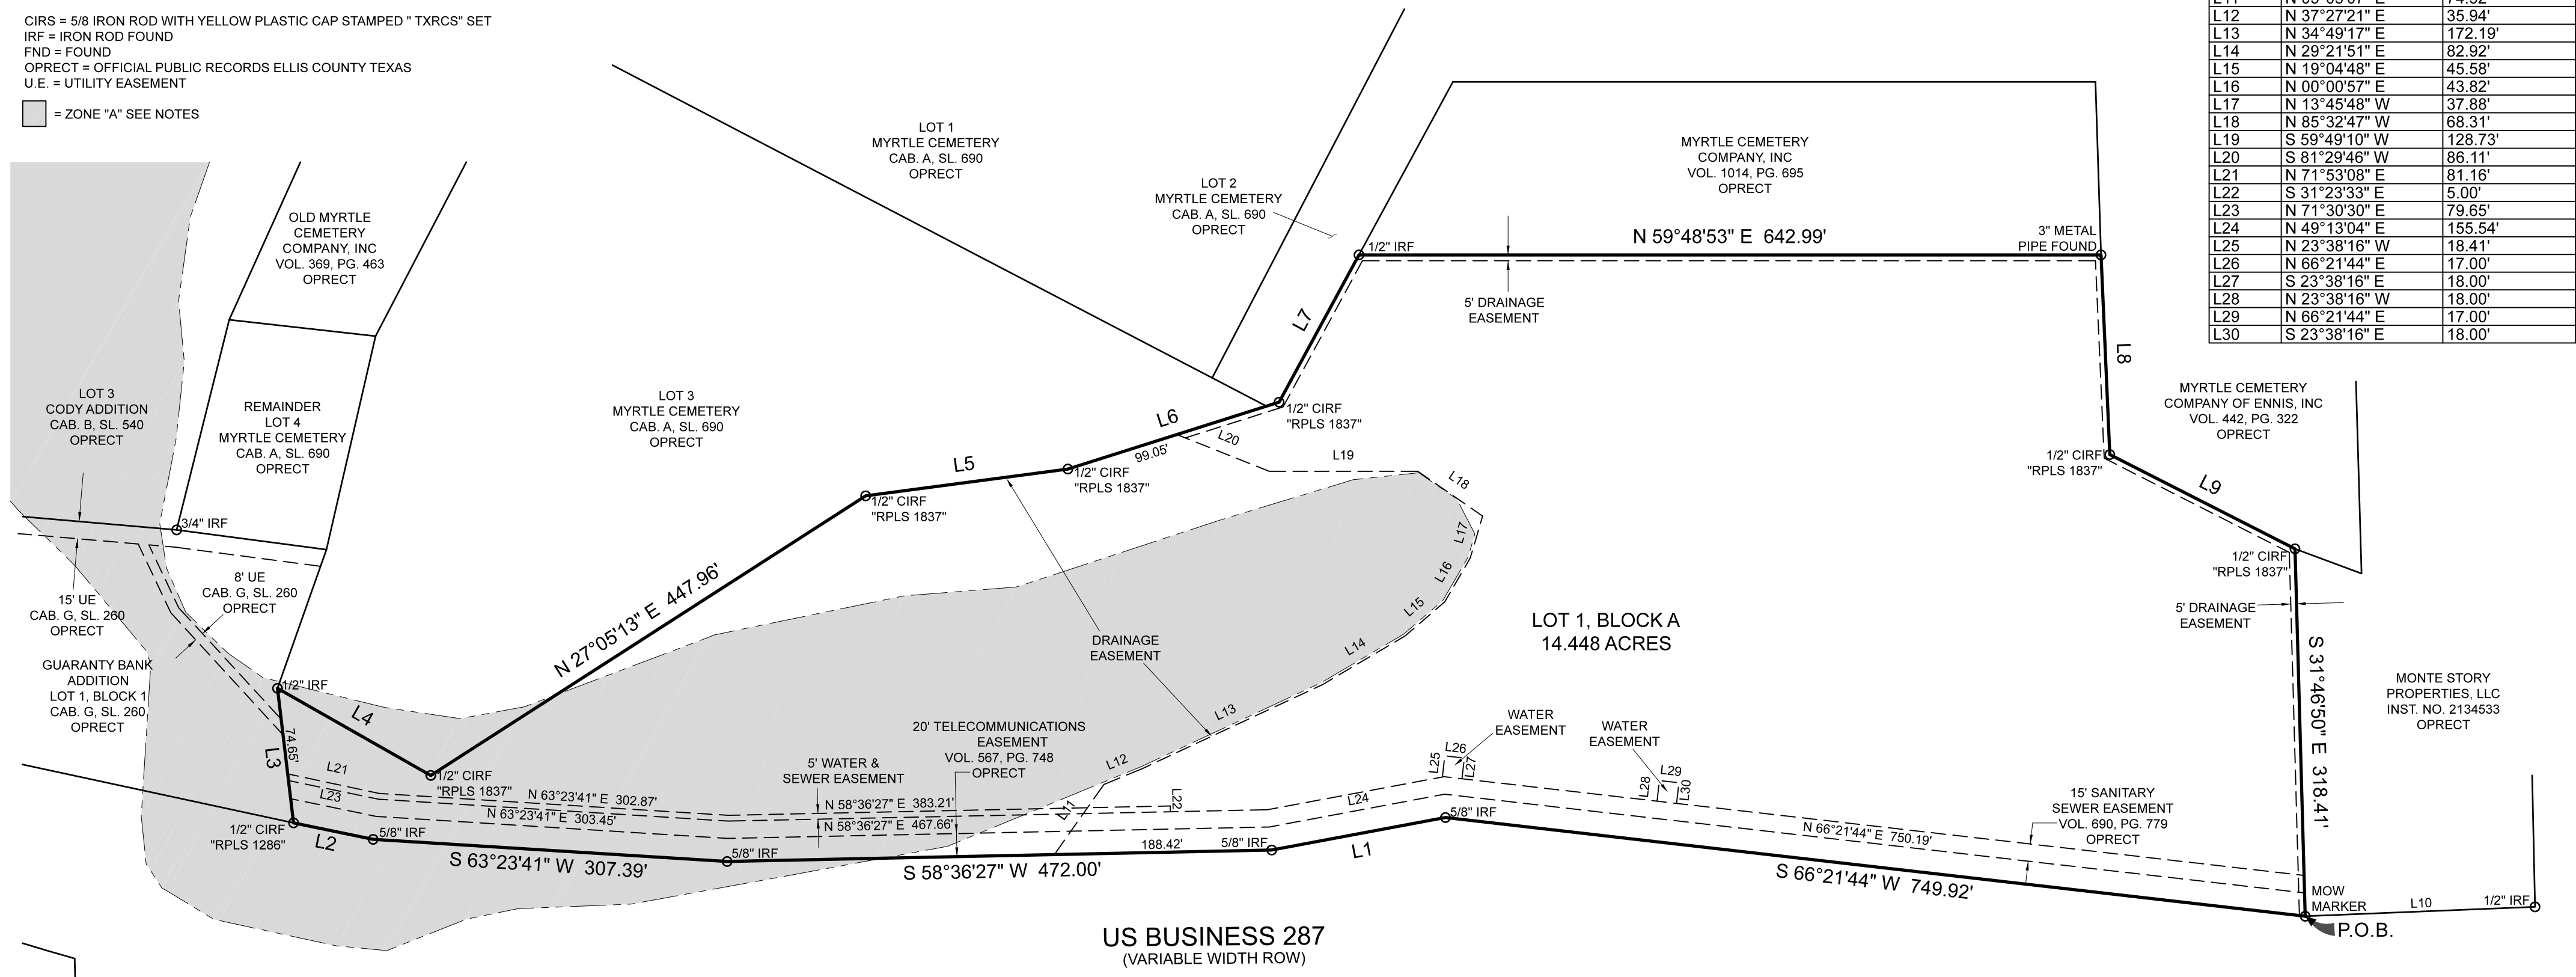 CIRS = 5/8 IRON ROD WITH YELLOW PLASTIC CAP STAMPED " TXRCS" SET
IRF = IRON ROD FOUND
FND = FOUND
OPRECT = OFFICIAL PUBLIC RECORDS ELLIS COUNTY TEXAS
U.E. = UTILITY EASEMENT
= ZONE "A" SEE NOTES
L12 N 37°27'21" E 35.94'
L13 N 34°49'17" E 172.19'
L14 N 29°21'51" E 82.92'
L15 N 19°04'48" E 45.58'
L16 N 00°00'57" E 43.82'
L17 N 13°45'48" W 37.88'
L18 N 85°32'47" W 68.31'
L19 S 59°49'10" W 128.73'
L20 S 81°29'46" W 86.11'
L21 N 71°53'08" E 81.16'
L22 S 31°23'33" E 5.00'
L23 N 71°30'30" E 79.65'
L24 N 49°13'04" E 155.54'
L25 N 23°38'16" W 18.41'
L26 N 66°21'44" E 17.00'
L27 S 23°38'16" E 18.00'
L28 N 23°38'16" W 18.00'
L29 N 66°21'44" E 17.00'
L30 S 23°38'16" E 18.00'
LOT 1
MYRTLE CEMETERY
CAB. A, SL. 690
OPRECT
MYRTLE CEMETERY
COMPANY, INC
VOL. 1014, PG. 695
OPRECT
LOT 2
MYRTLE CEMETERY
CAB. A, SL. 690
OPRECT
OLD MYRTLE
CEMETERY
COMPANY, INC
VOL. 369, PG. 463
OPRECT
1/2" IRF
N 59°48'53" E 642.99'
3" METAL
PIPE FOUND
5' DRAINAGE
EASEMENT
L7
L8
LOT 3
CODY ADDITION
CAB. B, SL. 540
OPRECT
REMAINDER
LOT 4
MYRTLE CEMETERY
CAB. A, SL. 690
OPRECT
LOT 3
MYRTLE CEMETERY
CAB. A, SL. 690
OPRECT
MYRTLE CEMETERY
COMPANY OF ENNIS, INC
VOL. 442, PG. 322
OPRECT
L6
1/2" CIRF
"RPLS 1837"
L20
99.05'
L19
L5
1/2" CIRF
"RPLS 1837"
1/2" CIRF
"RPLS 1837"
L18
L17
L16
L15
L14
L13
L12
L11
1/2" CIRF
"RPLS 1837"
L9
1/2" CIRF
"RPLS 1837"
3/4" IRF
8' UE
CAB. G, SL. 260
OPRECT
15' UE
CAB. G, SL. 260
OPRECT
GUARANTY BANK
ADDITION
LOT 1, BLOCK 1
CAB. G, SL. 260
OPRECT
N 27°05'13" E 447.96'
DRAINAGE
EASEMENT
LOT 1, BLOCK A
14.448 ACRES
5' DRAINAGE
EASEMENT
S 31°46'50" E 318.41'
MONTE STORY
PROPERTIES, LLC
INST. NO. 2134533
OPRECT
1/2" IRF
L4
74.65'
L3
L21
L23
1/2" CIRF
"RPLS 1837"
5' WATER &
SEWER EASEMENT
20' TELECOMMUNICATIONS
EASEMENT
VOL. 567, PG. 748
OPRECT
WATER
EASEMENT
WATER
EASEMENT
L25
L26
L27
L28
L29
L30
15' SANITARY
SEWER EASEMENT
VOL. 690, PG. 779
OPRECT
N 63°23'41" E 302.87'
N 63°23'41" E 303.45'
N 58°36'27" E 383.21'
N 58°36'27" E 467.66'
L22
L24
N 66°21'44" E 750.19'
1/2" CIRF
"RPLS 1286"
L2
5/8" IRF
S 63°23'41" W 307.39'
5/8" IRF
S 58°36'27" W 472.00'
188.42'
5/8" IRF
L1
5/8" IRF
S 66°21'44" W 749.92'
MOW
MARKER
L10
1/2" IRF
P.O.B.
US BUSINESS 287
(VARIABLE WIDTH ROW)